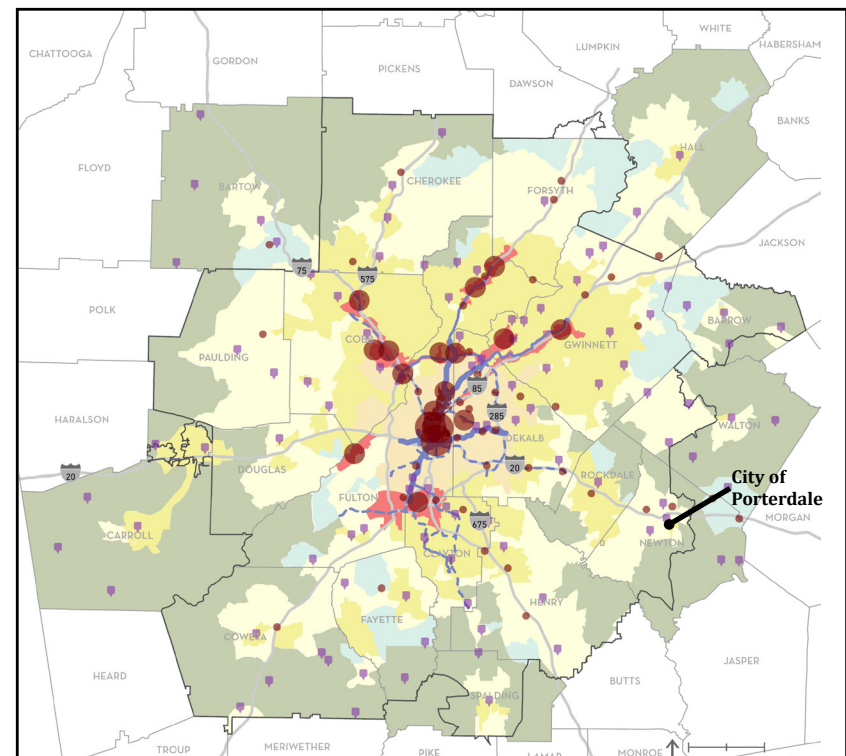 WHITE
CHATTOOGA
GORDON
PICKENS
LUMPKIN
HABERSHAM
DAWSON
BANKS
HALL
FLOYD
BARTOW
CHEROKEE
FORSYTH
JACKSON
75
575
POLK
BARROW
COBB
GWINNETT
PAULDING
85
HARALSON
285
WALTON
DEKALB
20
DOUGLAS
20
ROCKDALE
City of
Porterdale
FULTON
MORGAN
675
CARROLL
NEWTON
CLAYTON
HENRY
FAYETTE
COWETA
JASPER
HEARD
BUTTS
SPALDING
TROUP
MERIWETHER
PIKE
LAMAR
MONROE